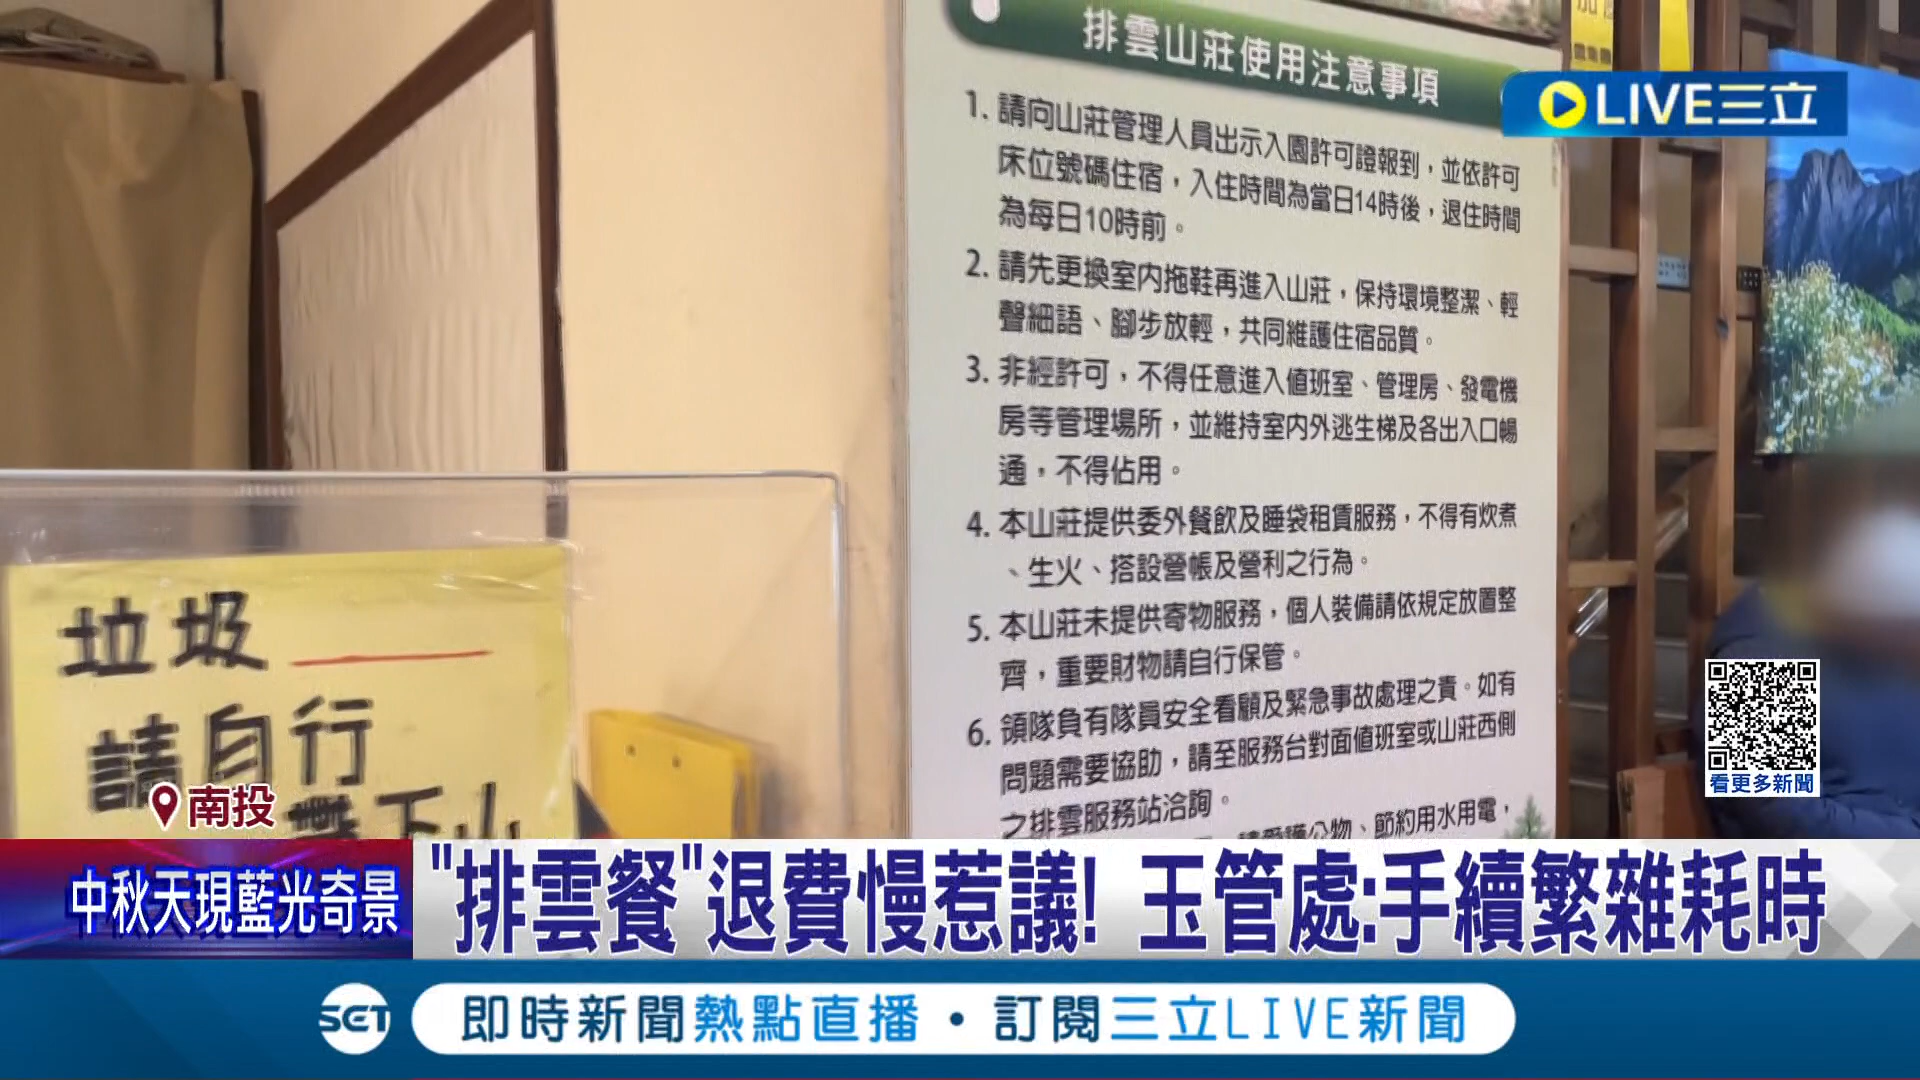 排雲山莊使用注意事項
LIVE三立
1. 請向山莊管理人員出示入園許可證報到，並依許可
床位號碼住宿，入住時間為當日14時後，退住時間
為每日10時前。
2. 請先更換室內拖鞋再進入山莊，保持環境整潔、輕
聲細語、腳步放輕，共同維護住宿品質。
3. 非經許可，不得任意進入值班室、管理房、發電機
房等管理場所，並維持室內外逃生梯及各出入口暢
通，不得佔用。
4. 本山莊提供委外餐飲及睡袋租賃服務，不得有炊煮
、生火、搭設營帳及營利之行為。
5. 本山莊未提供寄物服務，個人裝備請依規定放置整
齊，重要財物請自行保管。
6. 領隊負有隊員安全看顧及緊急事故處理之責。如有
問題需要協助，請至服務台對面值班室或山莊西側
之排雲服務站洽詢。
請愛護公物、節約用水用電，
垃圾
請自行
帶下山
看更多新聞
南投
中秋天現藍光奇景
"排雲餐"退費慢惹議! 玉管處:手續繁雜耗時
SET
即時新聞熱點直播・訂閱三立LIVE新聞